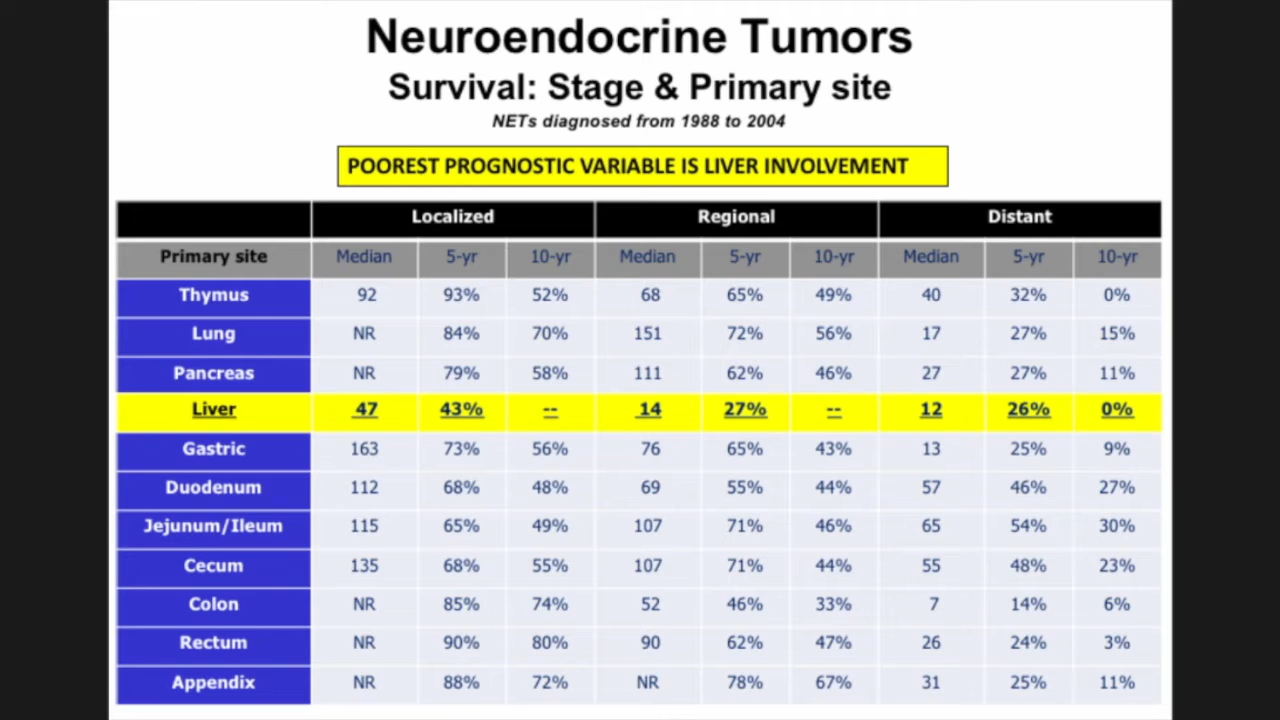 Neuroendocrine Tumors
Survival: Stage & Primary site
NETs diagnosed from 1988 to 2004
POOREST PROGNOSTIC VARIABLE IS LIVER INVOLVEMENT
Localized Regional Distant
Primary site Median 5-yr 10-yr Median 5-yr 10-yr Median 5-yr 10-yr
Thymus 92 93% 52% 68 65% 49% 40 32% 0%
Lung NR 84% 70% 151 72% 56% 17 27% 15%
Pancreas NR 79% 58% 111 62% 46% 27 27% 11%
Liver 47 43% -- 14 27% -- 12 26% 0%
Gastric 163 73% 56% 76 65% 43% 13 25% 9%
Duodenum 112 68% 48% 69 55% 44% 57 46% 27%
Jejunum/Ileum 115 65% 49% 107 71% 46% 65 54% 30%
Cecum 135 68% 55% 107 71% 44% 55 48% 23%
Colon NR 85% 74% 52 46% 33% 7 14% 6%
Rectum NR 90% 80% 90 62% 47% 26 24% 3%
Appendix NR 88% 72% NR 78% 67% 31 25% 11%